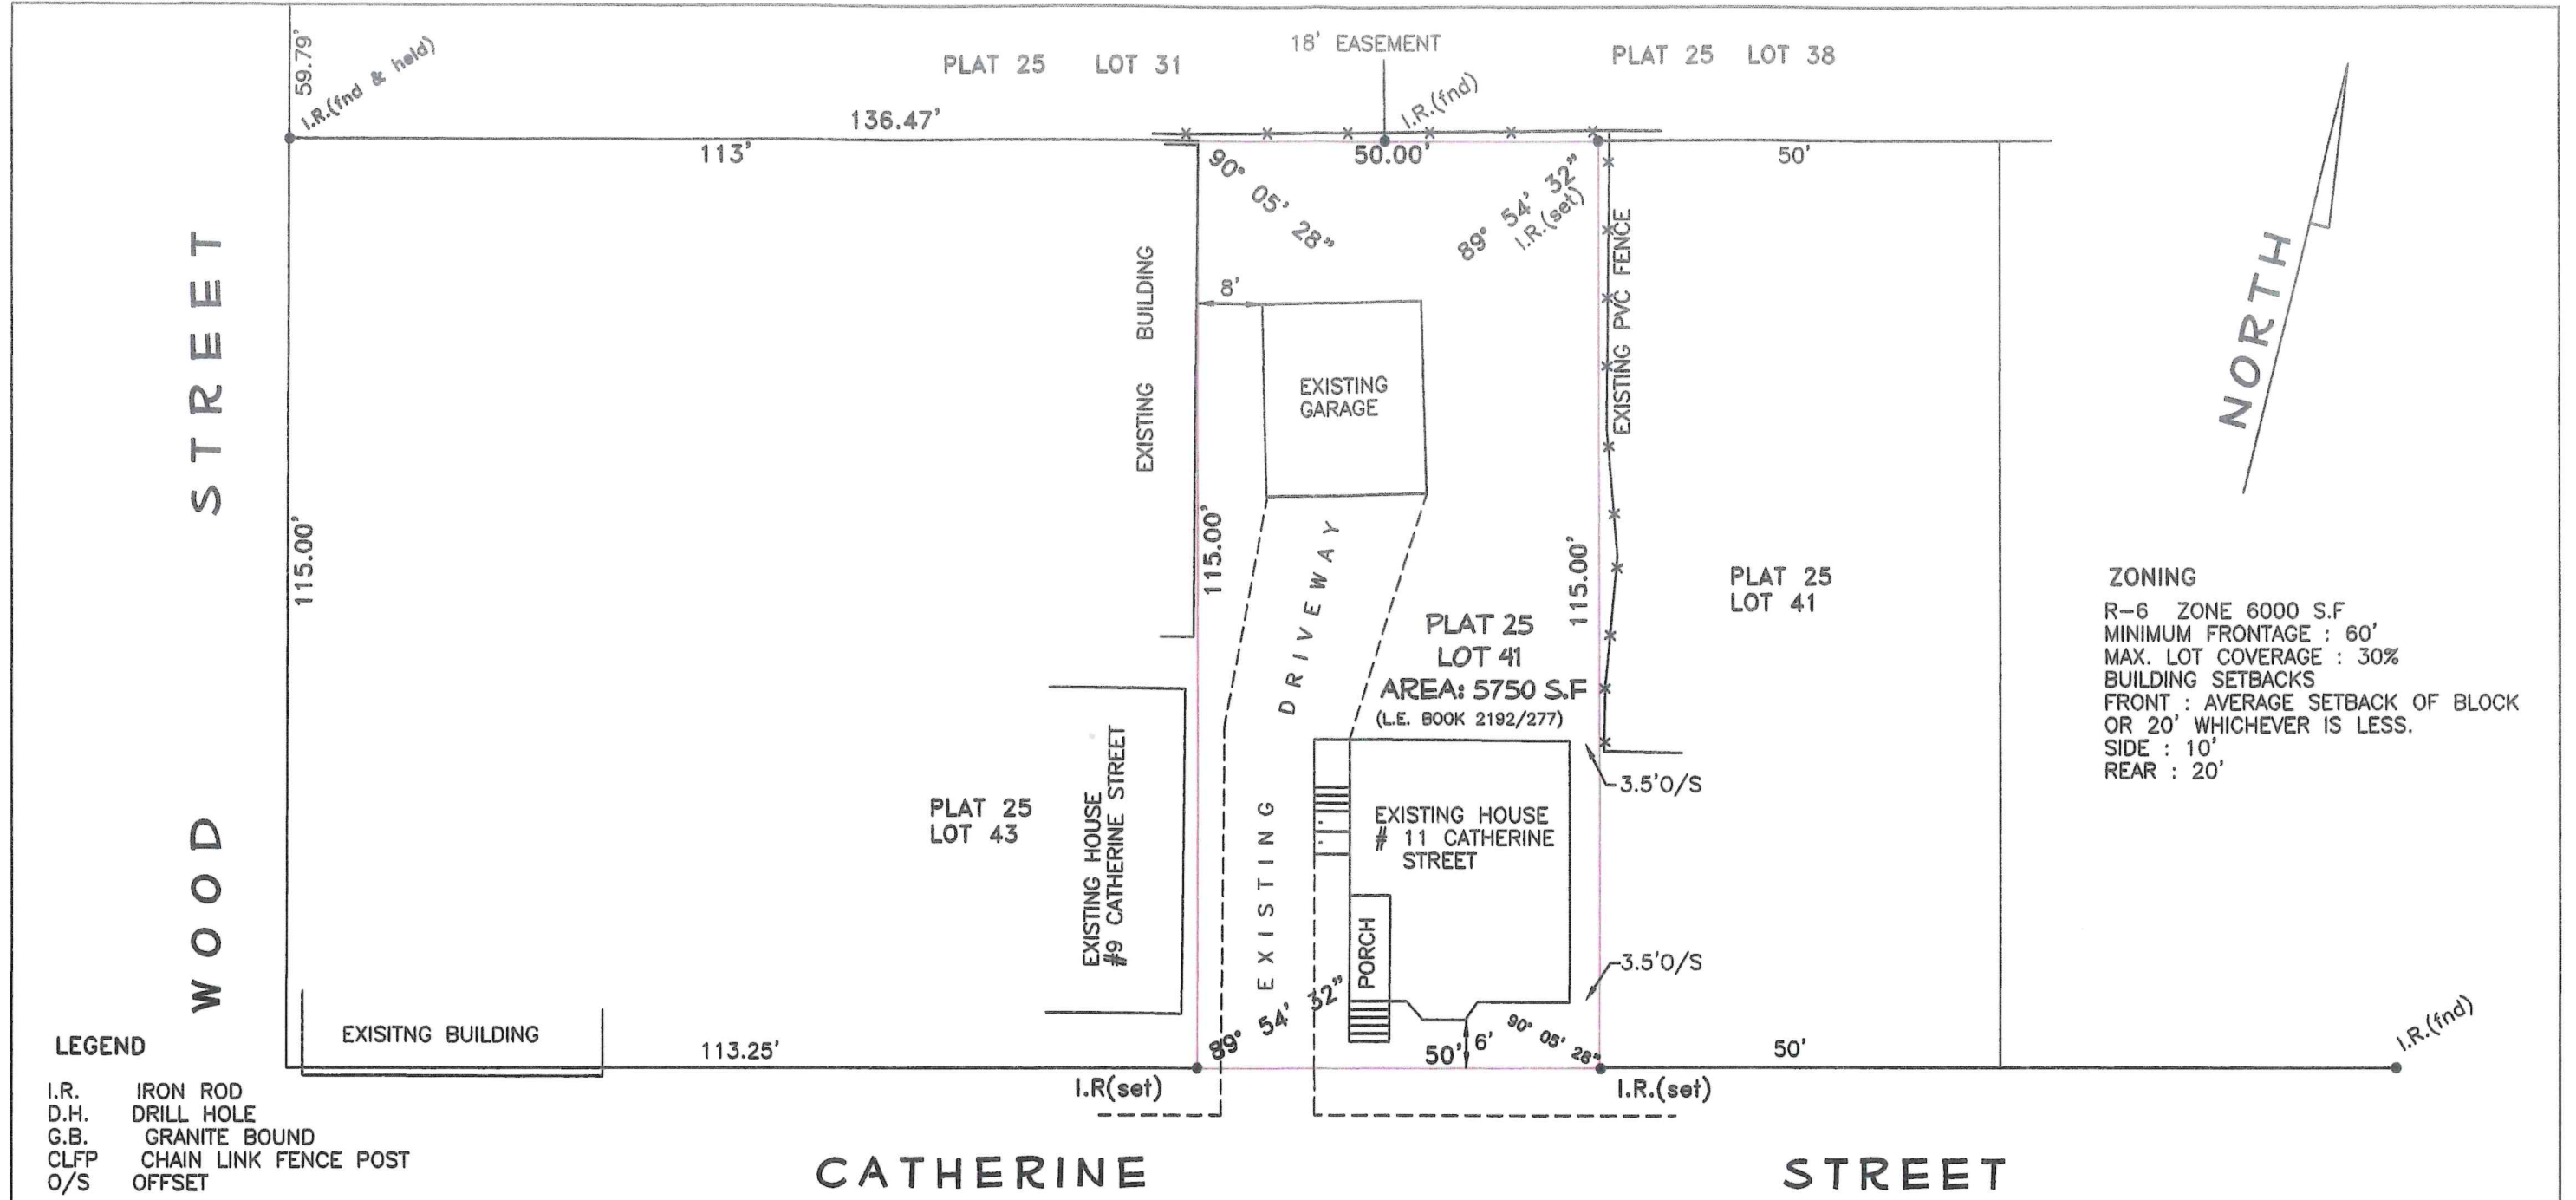 59.79'
I.R.(fnd & held)
PLAT 25 LOT 31
18' EASEMENT
I.R.(fnd)
PLAT 25 LOT 38
136.47'
113'
50.00'
50'
90° 05' 28"
89° 54' 32"
I.R.(set)
EXISTING PVC FENCE
NORTH
WOOD STREET
115.00'
EXISTING BUILDING
8'
EXISTING
GARAGE
115.00'
115.00'
EXISTING DRIVEWAY
PLAT 25
LOT 41
AREA: 5750 S.F
(L.E. BOOK 2192/277)
PLAT 25
LOT 41
ZONING
R-6 ZONE 6000 S.F
MINIMUM FRONTAGE : 60'
MAX. LOT COVERAGE : 30%
BUILDING SETBACKS
FRONT : AVERAGE SETBACK OF BLOCK
OR 20' WHICHEVER IS LESS.
SIDE : 10'
REAR : 20'
PLAT 25
LOT 43
EXISTING HOUSE
#9 CATHERINE STREET
EXISTING HOUSE
# 11 CATHERINE
STREET
3.5'O/S
PORCH
3.5'O/S
EXISITNG BUILDING
113.25'
89° 54' 32"
50'
6'
90° 05' 28"
50'
I.R.(fnd)
I.R(set)
I.R.(set)
LEGEND
I.R. IRON ROD
D.H. DRILL HOLE
G.B. GRANITE BOUND
CLFP CHAIN LINK FENCE POST
O/S OFFSET
CATHERINE STREET